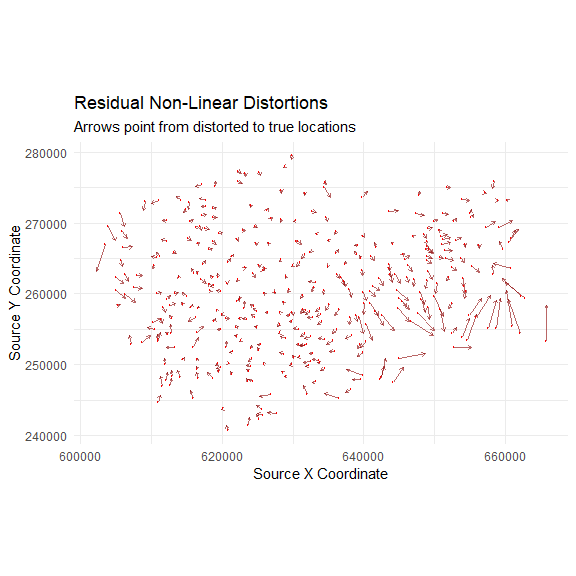 Residual Non-Linear Distortions
Arrows point from distorted to true locations
280000
270000
260000
250000
240000
Source Y Coordinate
600000
620000
640000
660000
Source X Coordinate